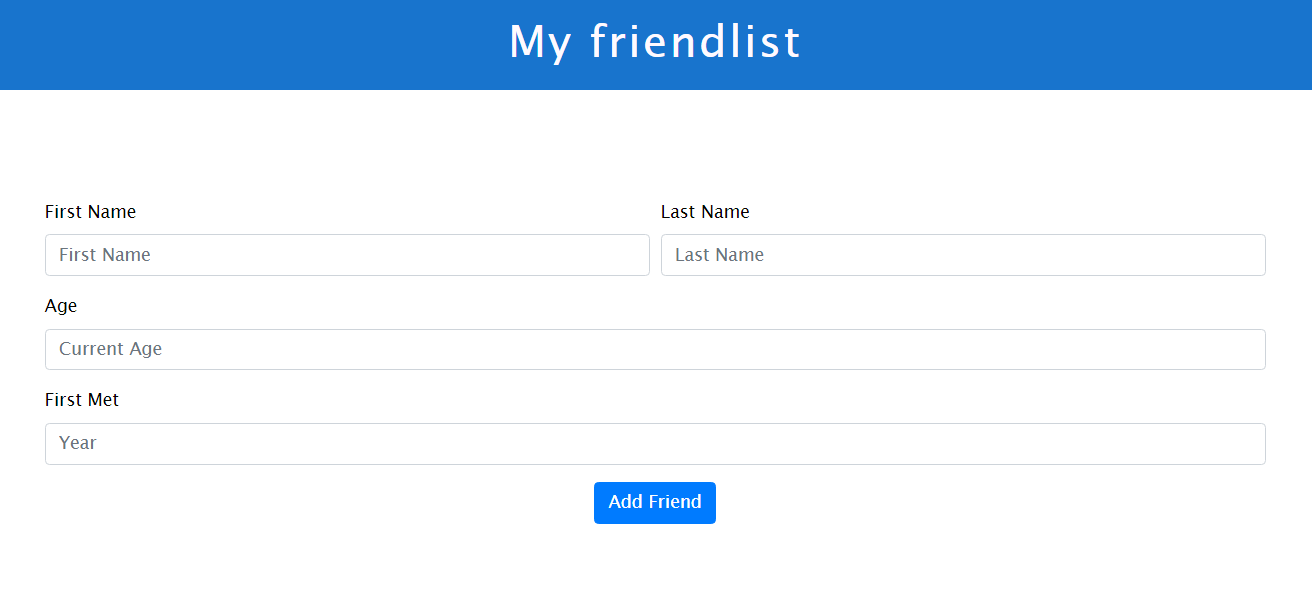 My friendlist
First Name Last Name
First Name Last Name
Age
Current Age
First Met
Year
Add Friend